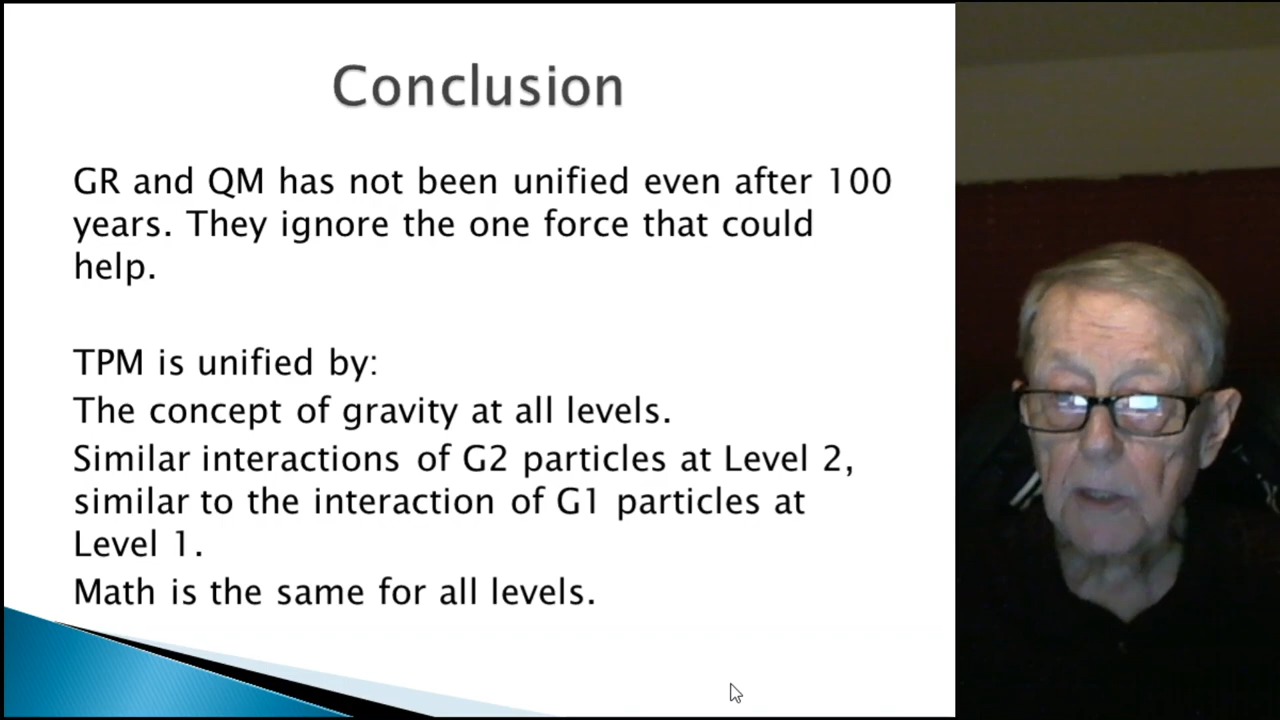 Conclusion
GR and QM has not been unified even after 100
years. They ignore the one force that could
help.
TPM is unified by:
The concept of gravity at all levels.
Similar interactions of G2 particles at Level 2,
similar to the interaction of G1 particles at
Level 1.
Math is the same for all levels.